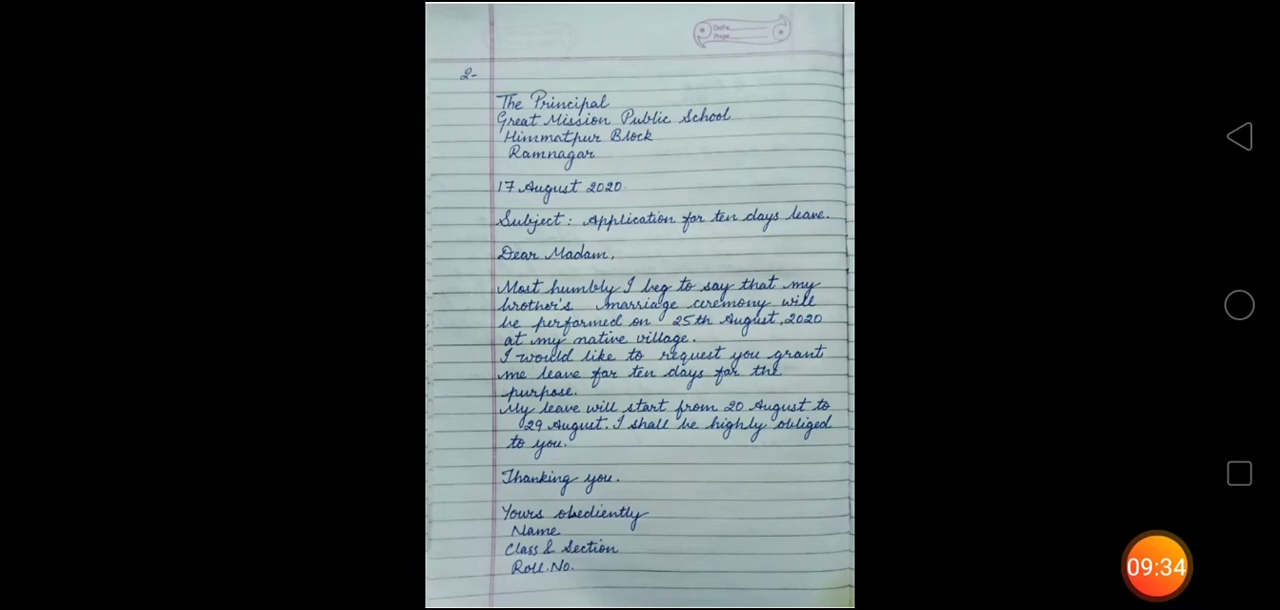 Date
Page
2-
The Principal
Great Mission Public School
Himmatpur Block
Ramnagar
17 August 2020.
Subject: Application for ten days leave.
Dear Madam,
Most humbly I beg to say that my
brother's marriage ceremony will
be performed on 25th August, 2020
at my native village.
I would like to request you grant
me leave for ten days for the
purpose.
My leave will start from 20 August to
29 August. I shall be highly obliged
to you.
Thanking you.
Yours obediently
Name
Class & Section
Roll.No.
09:34